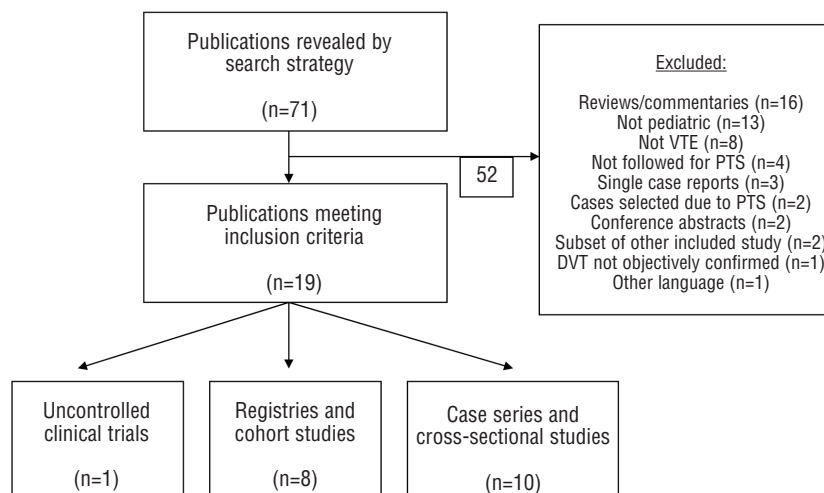 Publications revealed by
search strategy
(n=71)
52
Excluded:
Reviews/commentaries (n=16)
Not pediatric (n=13)
Not VTE (n=8)
Not followed for PTS (n=4)
Single case reports (n=3)
Cases selected due to PTS (n=2)
Conference abstracts (n=2)
Subset of other included study (n=2)
DVT not objectively confirmed (n=1)
Other language (n=1)
Publications meeting
inclusion criteria
(n=19)
Uncontrolled
clinical trials
(n=1)
Registries and
cohort studies
(n=8)
Case series and
cross-sectional studies
(n=10)